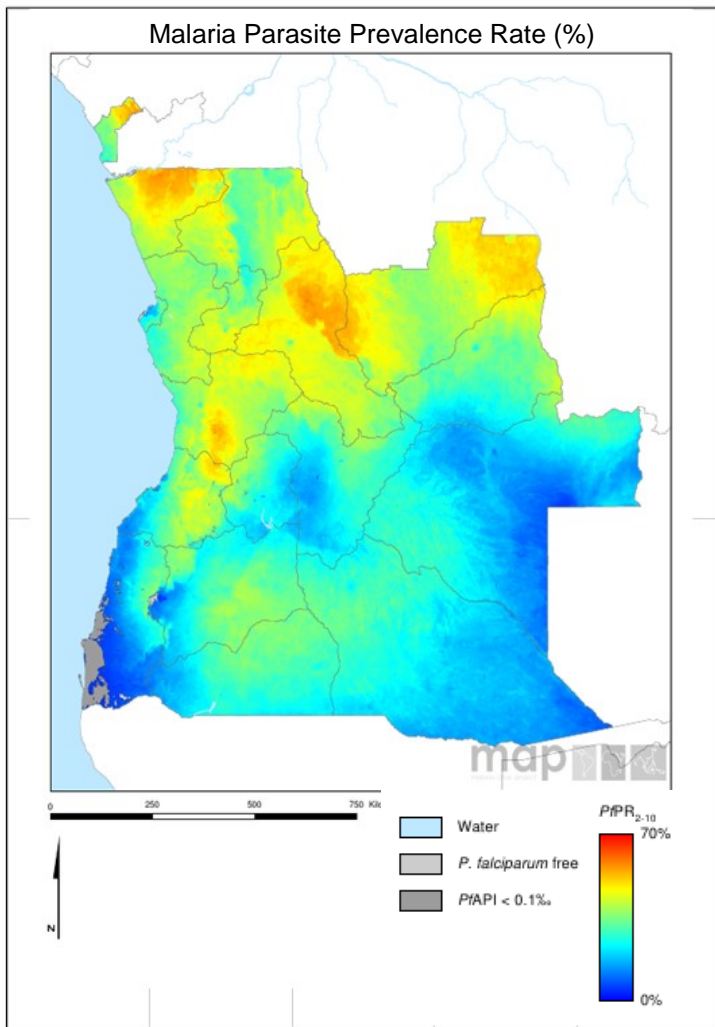 Malaria Parasite Prevalence Rate (%)
map
0 250 500 750 Kilo
Water
P. falciparum free
PfAPI < 0.1‰
PfPR2-10
70%
0%
N